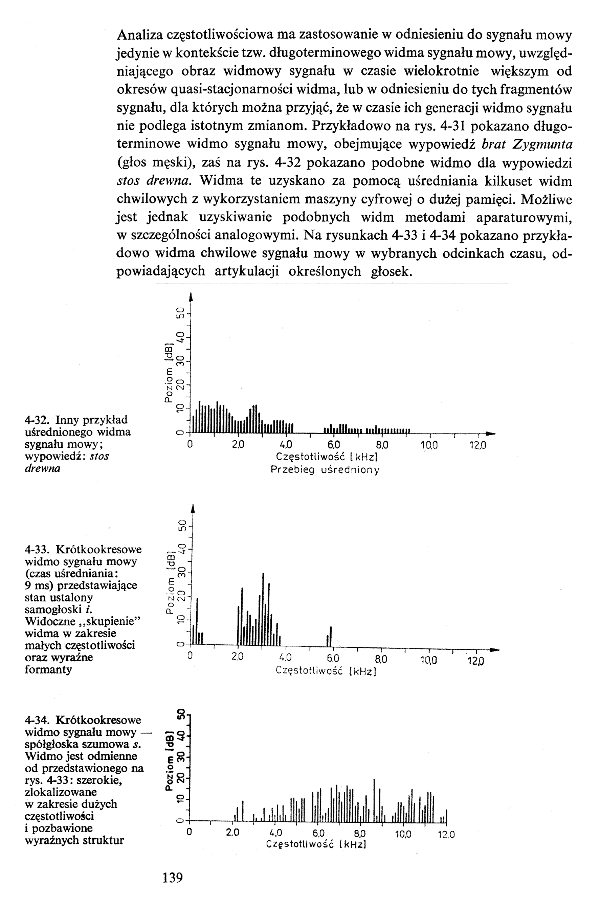 Analiza częstotliwościowa ma zastosowanie w odniesieniu do sygnału mowy
jedynie w kontekście tzw. długoterminowego widma sygnału mowy, uwzględ-
niającego obraz widmowy sygnału w czasie wielokrotnie większym od
okresów quasi-stacjonarności widma, lub w odniesieniu do tych fragmentów
sygnału, dla których można przyjąć, że w czasie ich generacji widmo sygnału
nie podlega istotnym zmianom. Przykładowo na rys. 4-31 pokazano długo-
terminowe widmo sygnału mowy, obejmujące wypowiedź brat Zygmunta
(głos męski), zaś na rys. 4-32 pokazano podobne widmo dla wypowiedzi
stos drewna. Widma te uzyskano za pomocą uśredniania kilkuset widm
chwilowych z wykorzystaniem maszyny cyfrowej o dużej pamięci. Możliwe
jest jednak uzyskiwanie podobnych widm metodami aparaturowymi,
w szczególności analogowymi. Na rysunkach 4-33 i 4-34 pokazano przykła-
dowo widma chwilowe sygnału mowy w wybranych odcinkach czasu, od-
powiadających artykulacji określonych głosek.
4-32. Inny przykład
uśrednionego widma
sygnału mowy;
wypowiedź: stos
drewna
Poziom [dB]
0 10 20 30 40 50
0 2,0 4,0 6,0 8,0 10,0 12,0
Częstotliwość [kHz]
Przebieg uśredniony
4-33. Krótkookresowe
widmo sygnału mowy
(czas uśredniania:
9 ms) przedstawiające
stan ustalony
samogłoski i.
Widoczne „skupienie”
widma w zakresie
małych częstotliwości
oraz wyraźne
formanty
Poziom [dB]
0 10 20 30 40 50
0 2,0 4,0 6,0 8,0 10,0 12,0
Częstotliwość [kHz]
4-34. Krótkookresowe
widmo sygnału mowy —
spółgłoska szumowa s.
Widmo jest odmienne
od przedstawionego na
rys. 4-33: szerokie,
zlokalizowane
w zakresie dużych
częstotliwości
i pozbawione
wyraźnych struktur
Poziom [dB]
0 10 20 30 40 50
0 2,0 4,0 6,0 8,0 10,0 12,0
Częstotliwość [kHz]
139